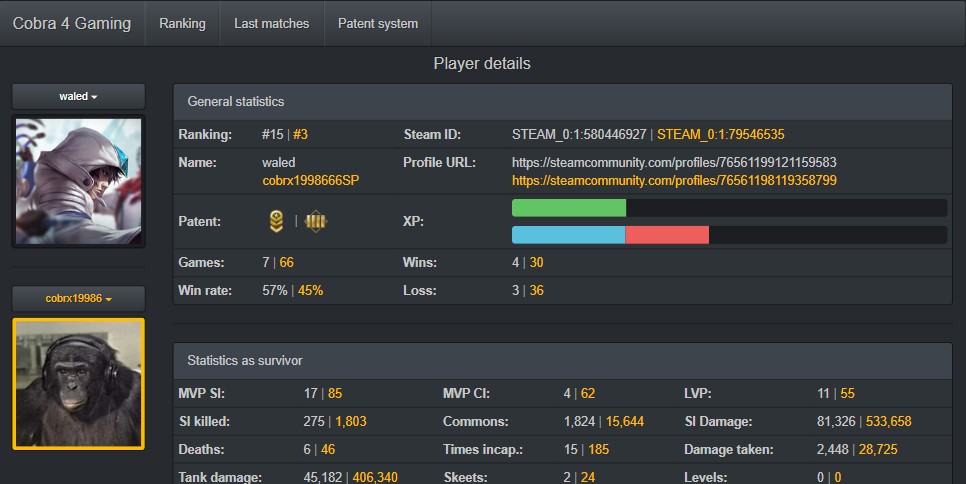 Cobra 4 Gaming Ranking Last matches Patent system
Player details
waled
General statistics
Ranking: #15 | #3 Steam ID: STEAM_0:1:580446927 | STEAM_0:1:79546535
Name: waled Profile URL: https://steamcommunity.com/profiles/76561199121159583
cobrx1998666SP https://steamcommunity.com/profiles/76561198119358799
Patent: | XP:
Games: 7 | 66 Wins: 4 | 30
Win rate: 57% | 45% Loss: 3 | 36
cobrx19986
Statistics as survivor
MVP SI: 17 | 85 MVP CI: 4 | 62 LVP: 11 | 55
SI killed: 275 | 1,803 Commons: 1,824 | 15,644 SI Damage: 81,326 | 533,658
Deaths: 6 | 46 Times incap.: 15 | 185 Damage taken: 2,448 | 28,725
Tank damage: 45,182 | 406,340 Skeets: 2 | 24 Levels: 0 | 0